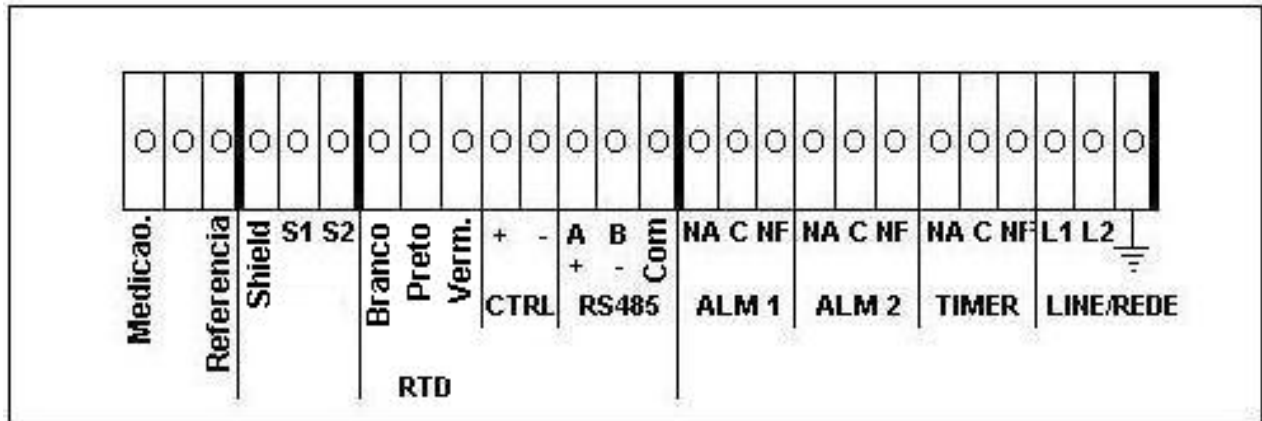 Medicao.
Referencia
Shield
S1 S2
Branco
Preto
Verm.
+ -
CTRL
A B Com
+ -
RS485
NA C NF NA C NF NA C NF L1 L2
ALM 1 ALM 2 TIMER LINE/REDE
RTD